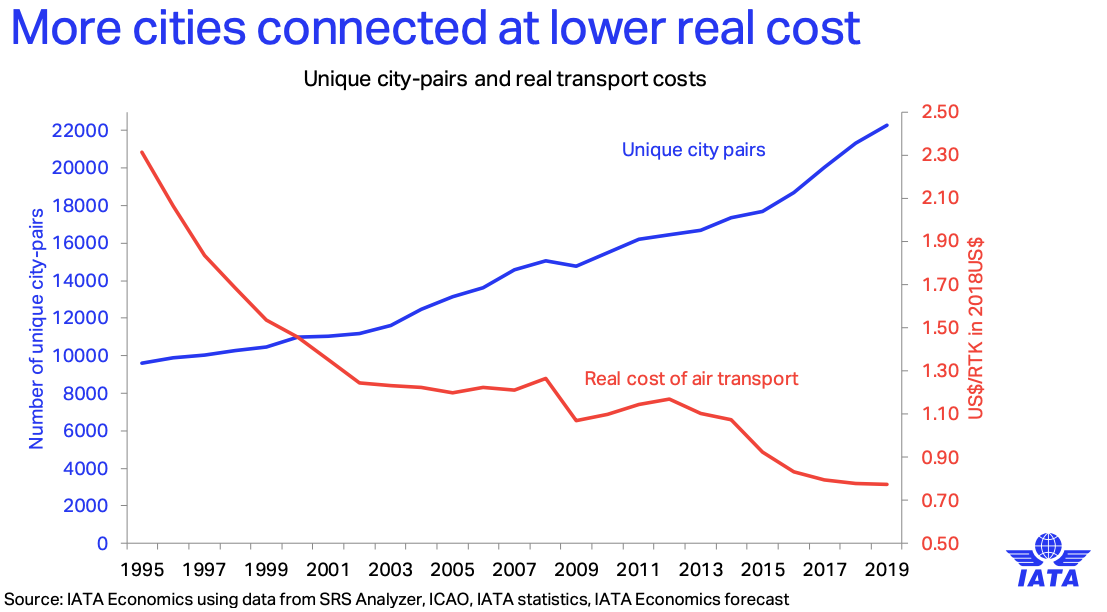 More cities connected at lower real cost
Unique city-pairs and real transport costs
Number of unique city-pairs
22000
20000
18000
16000
14000
12000
10000
8000
6000
4000
2000
0
Unique city pairs
Real cost of air transport
2.50
2.30
2.10
1.90
1.70
1.50
1.30
1.10
0.90
0.70
0.50
US$/RTK in 2018US$
1995 1997 1999 2001 2003 2005 2007 2009 2011 2013 2015 2017 2019
IATA
Source: IATA Economics using data from SRS Analyzer, ICAO, IATA statistics, IATA Economics forecast